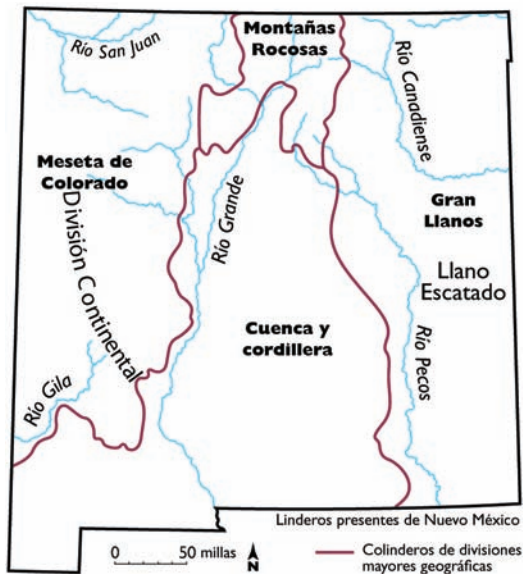 Montañas
Rocosas
Río San Juan
Río Canadiense
Meseta de
Colorado
División Continental
Río Grande
Gran
Llanos
Llano
Escatado
Cuenca y
cordillera
Río Pecos
Río Gila
Linderos presentes de Nuevo México
0 50 millas
N
Colinderos de divisiones
mayores geográficas